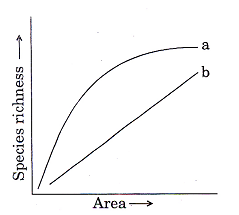 a
b
Species richness →
Area →